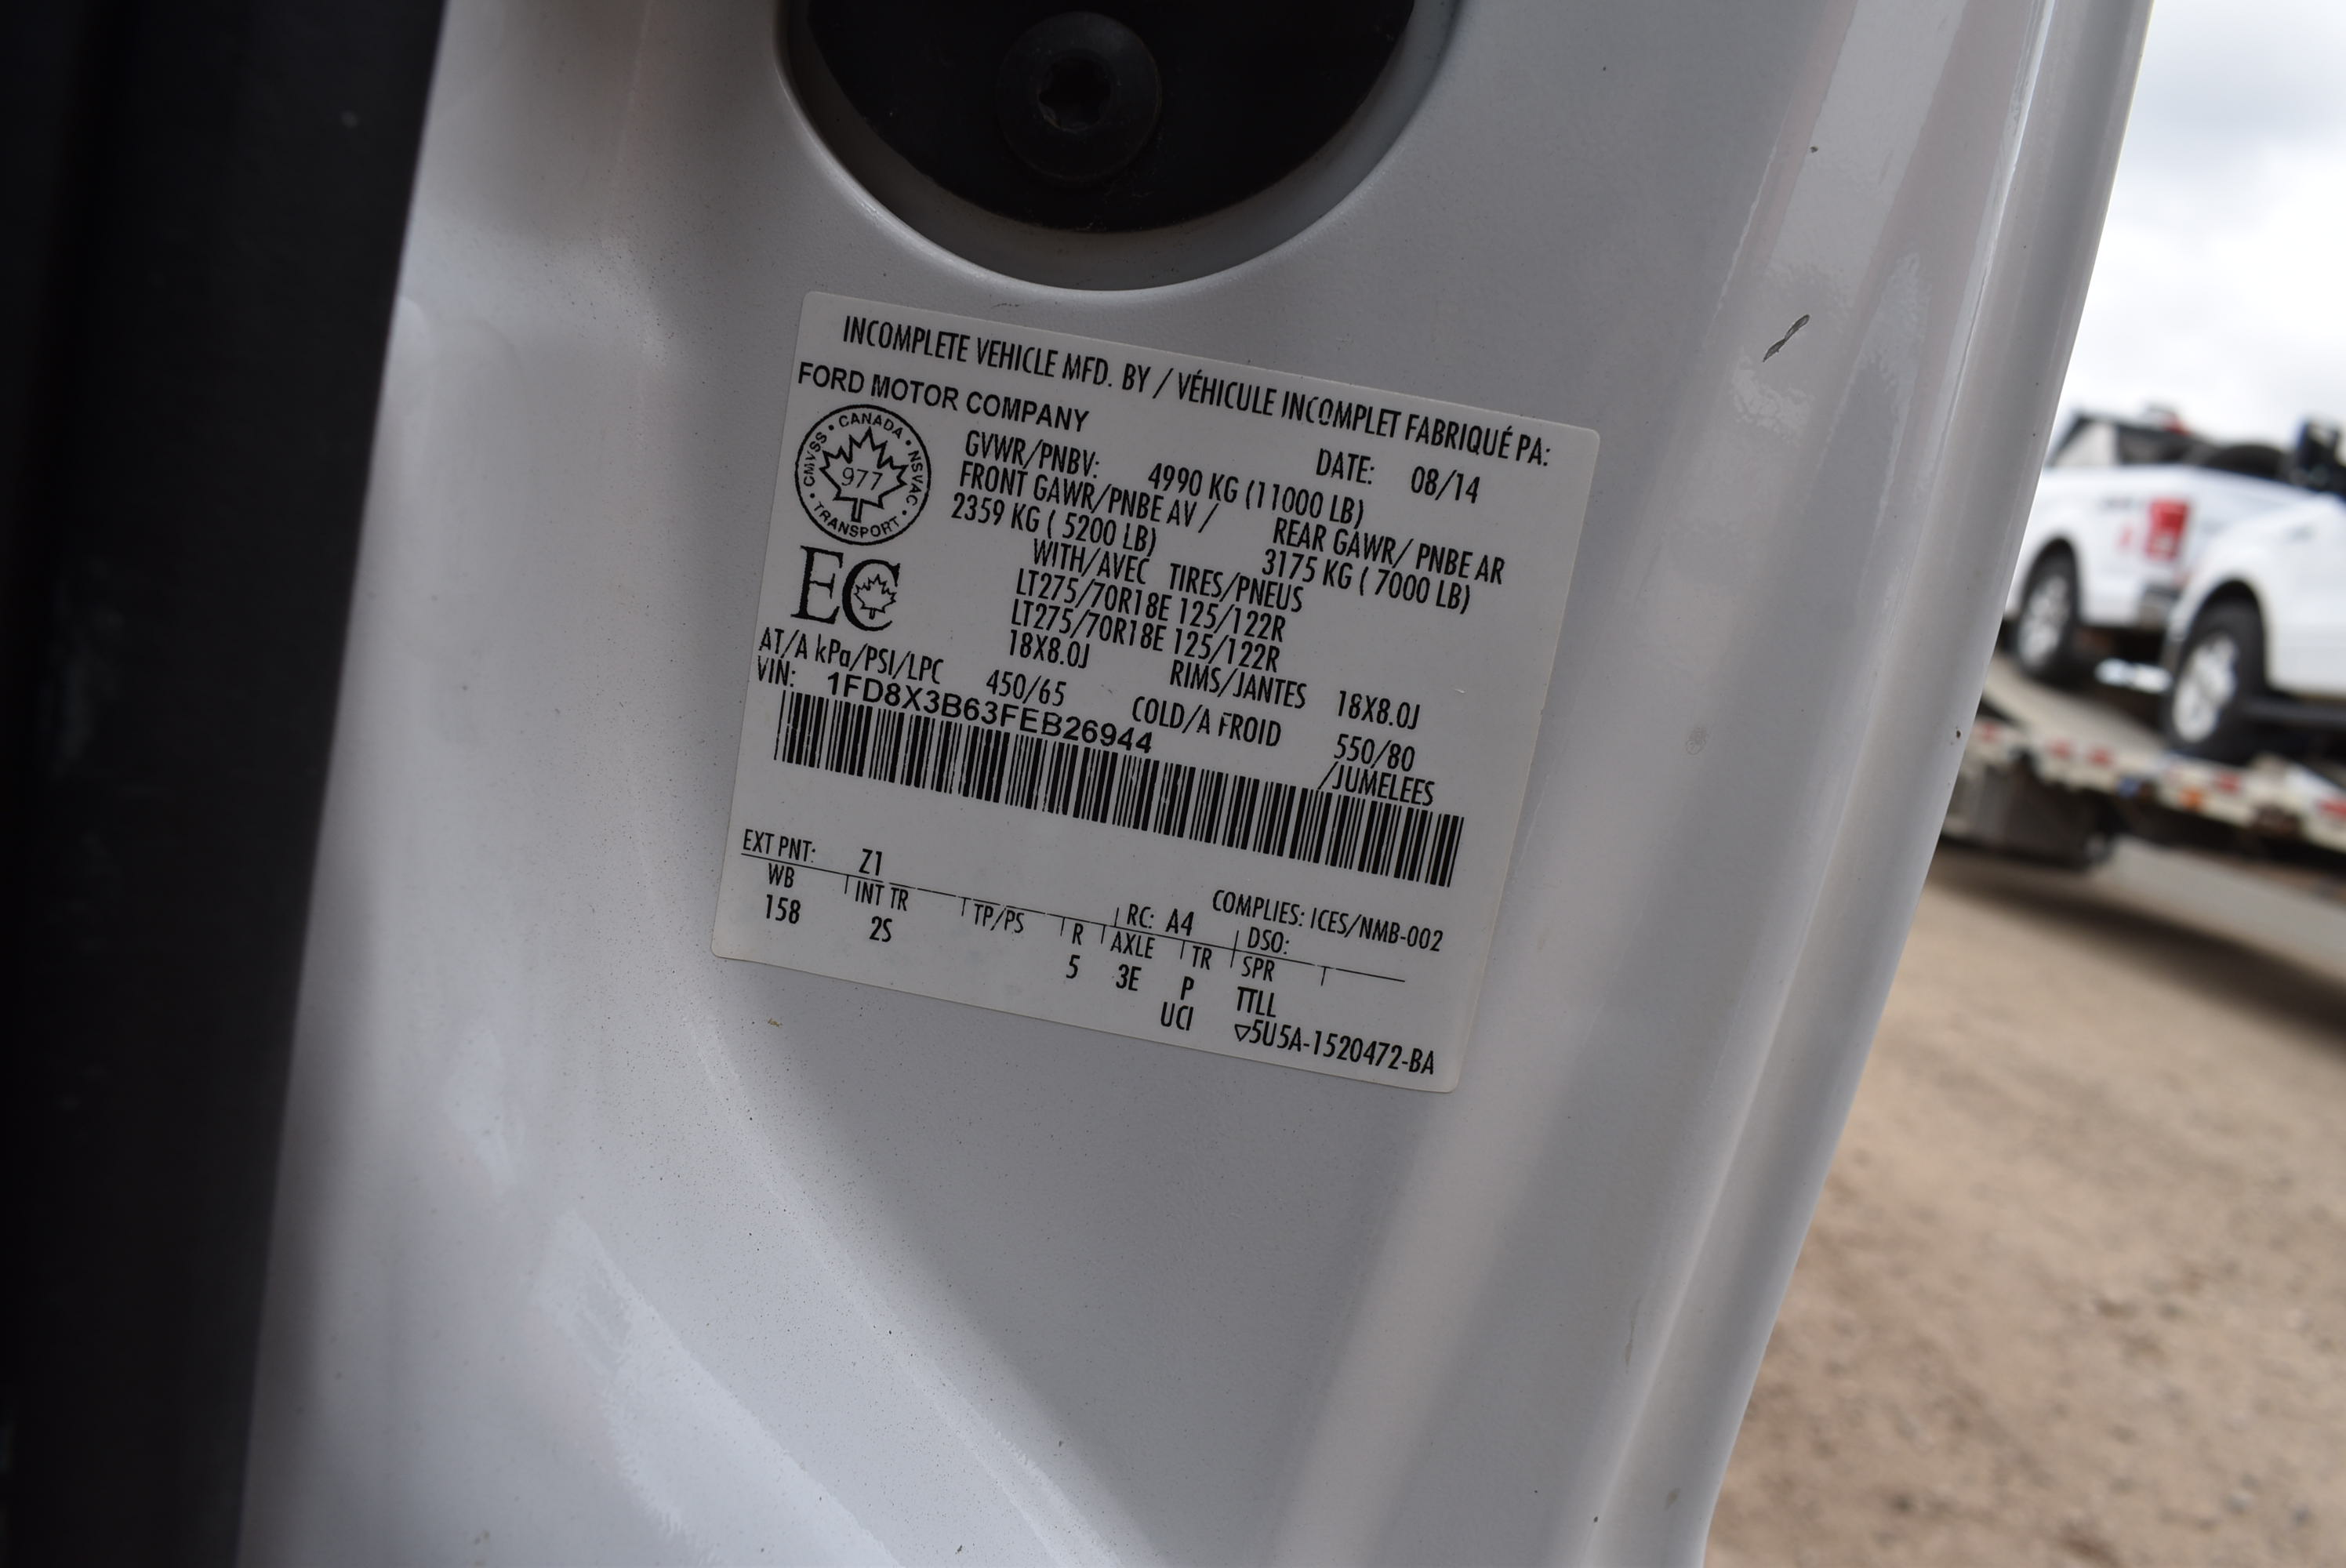 INCOMPLETE VEHICLE MFD. BY / VÉHICULE INCOMPLET FABRIQUÉ PA:
FORD MOTOR COMPANY
DATE: 08/14
GVWR/PNBV: 4990 KG (11000 LB)
FRONT GAWR/PNBE AV / REAR GAWR/ PNBE AR
2359 KG ( 5200 LB) 3175 KG ( 7000 LB)
WITH/AVEC TIRES/PNEUS
LT275/70R18E 125/122R
LT275/70R18E 125/122R
18X8.0J RIMS/JANTES 18X8.0J
AT/A kPa/PSI/LPC 450/65 COLD/A FROID 550/80
VIN: 1FD8X3B63FEB26944 /JUMELEES
CMVSS • CANADA • NSVAC • TRANSPORT •
977
EC
EXT PNT: Z1 RC: A4 COMPLIES: ICES/NMB-002
DSO:
WB INT TR TP/PS R AXLE TR SPR
158 2S 5 3E P TTLL
UCI ▽5U5A-1520472-BA